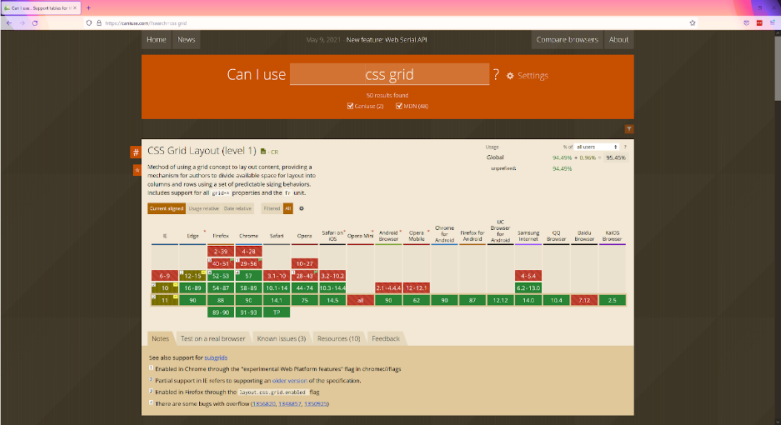 Can I use... Support tables for
https://caniuse.com/?search=css grid
Home News May 9, 2021 New feature: Web Serial API Compare browsers About
Can I use css grid ? Settings
50 results found
Caniuse (2) MDN (48)
#
CSS Grid Layout (level 1) - CR
Usage % of all users ?
Global 94.49% + 0.96% = 95.45%
unprefixed: 94.49%
Method of using a grid concept to lay out content, providing a
mechanism for authors to divide available space for layout into
columns and rows using a set of predictable sizing behaviors.
Includes support for all grid-* properties and the fr unit.
Current aligned Usage relative Date relative Filtered All
IE Edge Firefox Chrome Safari Opera Safari on iOS Opera Mini Android Browser Opera Mobile Chrome for Android Firefox for Android UC Browser for Android Samsung Internet QQ Browser Baidu Browser KaiOS Browser
2-39 4-28
40-51 29-56 10-27
6-9 12-15 52-53 57 3.1-10 28-43 3.2-10.2 4-5.4
10 16-89 54-87 58-89 10.1-14 44-74 10.3-14.4 2.1-4.4.4 12-12.1 6.2-13.0
11 90 88 90 14.1 75 14.5 all 90 62 90 87 12.12 14.0 10.4 7.12 2.5
89-90 91-93 TP
Notes Test on a real browser Known issues (3) Resources (10) Feedback
See also support for subgrids
Enabled in Chrome through the "experimental Web Platform features" flag in chrome://flags
Partial support in IE refers to supporting an older version of the specification.
Enabled in Firefox through the layout.css.grid.enabled flag
There are some bugs with overflow